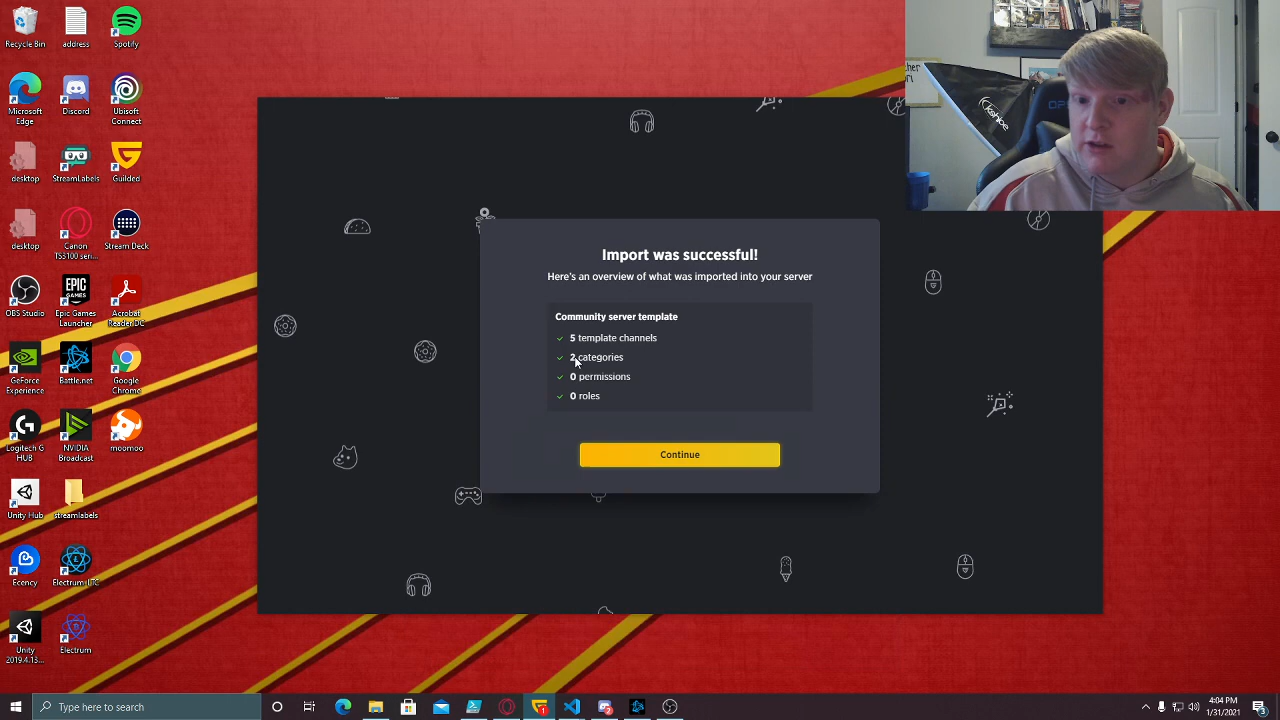 Recycle Bin
address
Spotify
Microsoft Edge
Discord
Ubisoft Connect
desktop
StreamLabels
Guilded
desktop
Canon TS3100 seri...
Stream Deck
OBS Studio
Epic Games Launcher
Acrobat Reader DC
GeForce Experience
Battle.net
Google Chrome
Logitech G HUB
NVIDIA Broadcast
moomoo
Unity Hub
streamlabels
Ecency
Electrum LTC
Unity 2019.4.13...
Electrum
EPIC GAMES
Import was successful!
Here's an overview of what was imported into your server
Community server template
5 template channels
2 categories
0 permissions
0 roles
Continue
Type here to search
4:04 PM
1/31/2021